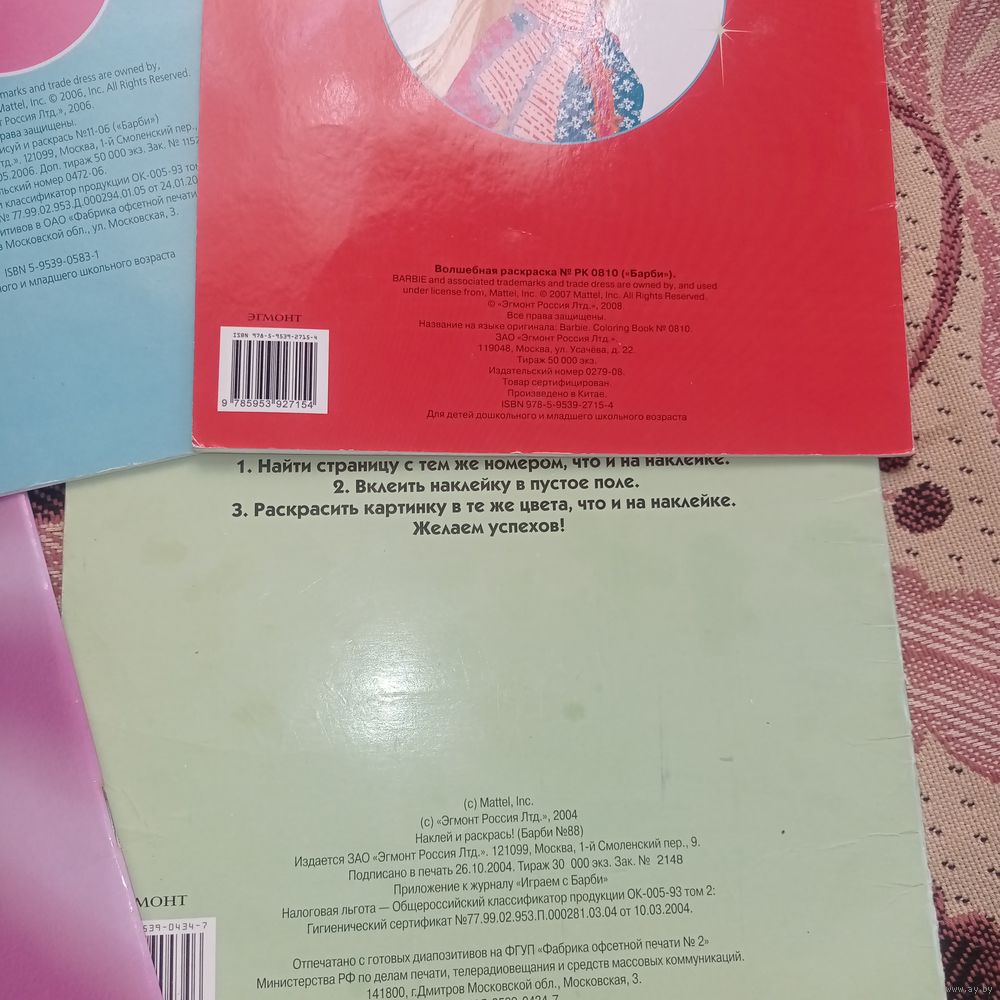 marks and trade dress are owned by,
Mattel, Inc. © 2006, Inc. All Rights Reserved.
Россия Лтд.», 2006.
права защищены.
раскрась №11-06 («Барби»)
121099, Москва, 1-й Смоленский пер.,
.2006. Доп. тираж 50 000 экз. Зак. № 1152
номер 0472-06.
классификатор продукции ОК-005-93 том
№ 77.99.02.953.Д.000294.01.05 от 24.01.20
в ОАО «Фабрика офсетной печати
Московской обл., ул. Московская, 3.
ISBN 5-9539-0583-1
и младшего школьного возраста
Волшебная раскраска № РК 0810 («Барби»).
BARBIE and associated trademarks and trade dress are owned by, and used
under license from, Mattel, Inc. © 2007 Mattel, Inc. All Rights Reserved.
© «Эгмонт Россия Лтд.», 2008.
Все права защищены.
Название на языке оригинала: Barbie. Coloring Book № 0810.
ЗАО «Эгмонт Россия Лтд.».
119048, Москва, ул. Усачёва, д. 22.
Тираж 50 000 экз.
Издательский номер 0279-08.
Товар сертифицирован.
Произведено в Китае.
ISBN 978-5-9539-2715-4
Для детей дошкольного и младшего школьного возраста
ЭГМОНТ
ISBN 978-5-9539-2715-4
9 785953 927154
1. Найти страницу с тем же номером, что и на наклейке.
2. Вклеить наклейку в пустое поле.
3. Раскрасить картинку в те же цвета, что и на наклейке.
Желаем успехов!
(с) Mattel, Inc.
(с) «Эгмонт Россия Лтд.», 2004
Наклей и раскрась! (Барби №88)
Издается ЗАО «Эгмонт Россия Лтд.». 121099, Москва, 1-й Смоленский пер., 9.
Подписано в печать 26.10.2004. Тираж 30 000 экз. Зак. № 2148
Приложение к журналу «Играем с Барби»
Налоговая льгота — Общероссийский классификатор продукции ОК-005-93 том 2:
Гигиенический сертификат №77.99.02.953.П.000281.03.04 от 10.03.2004.
Отпечатано с готовых диапозитивов на ФГУП «Фабрика офсетной печати № 2»
Министерства РФ по делам печати, телерадиовещания и средств массовых коммуникаций.
141800, г.Дмитров Московской обл., Московская, 3.
МОНТ
539-0434-7
www.ay.by